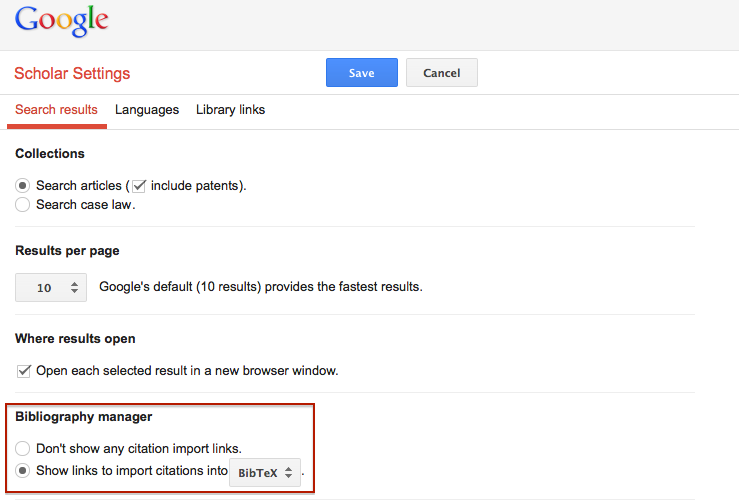 Google
Scholar Settings
Save
Cancel
Search results
Languages
Library links
Collections
Search articles ( include patents).
Search case law.
Results per page
10
Google's default (10 results) provides the fastest results.
Where results open
Open each selected result in a new browser window.
Bibliography manager
Don't show any citation import links.
Show links to import citations into BibTeX .